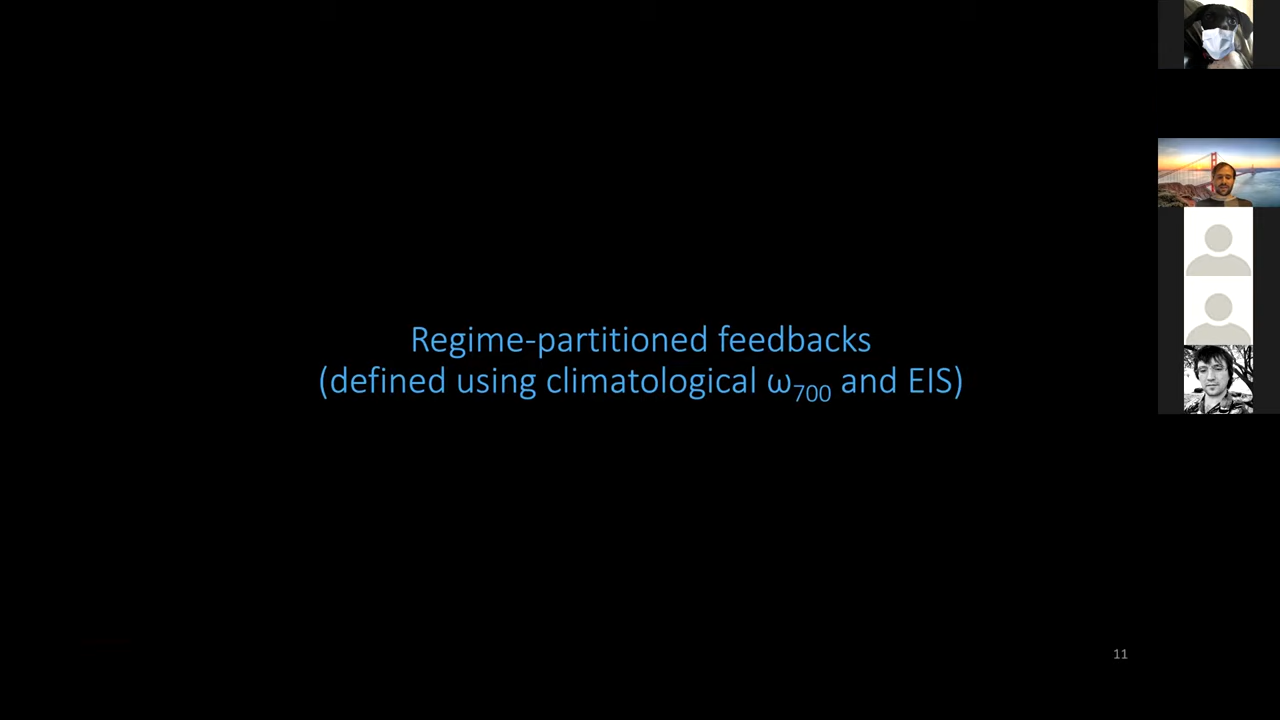 Regime-partitioned feedbacks
(defined using climatological ω₇₀₀ and EIS)
11